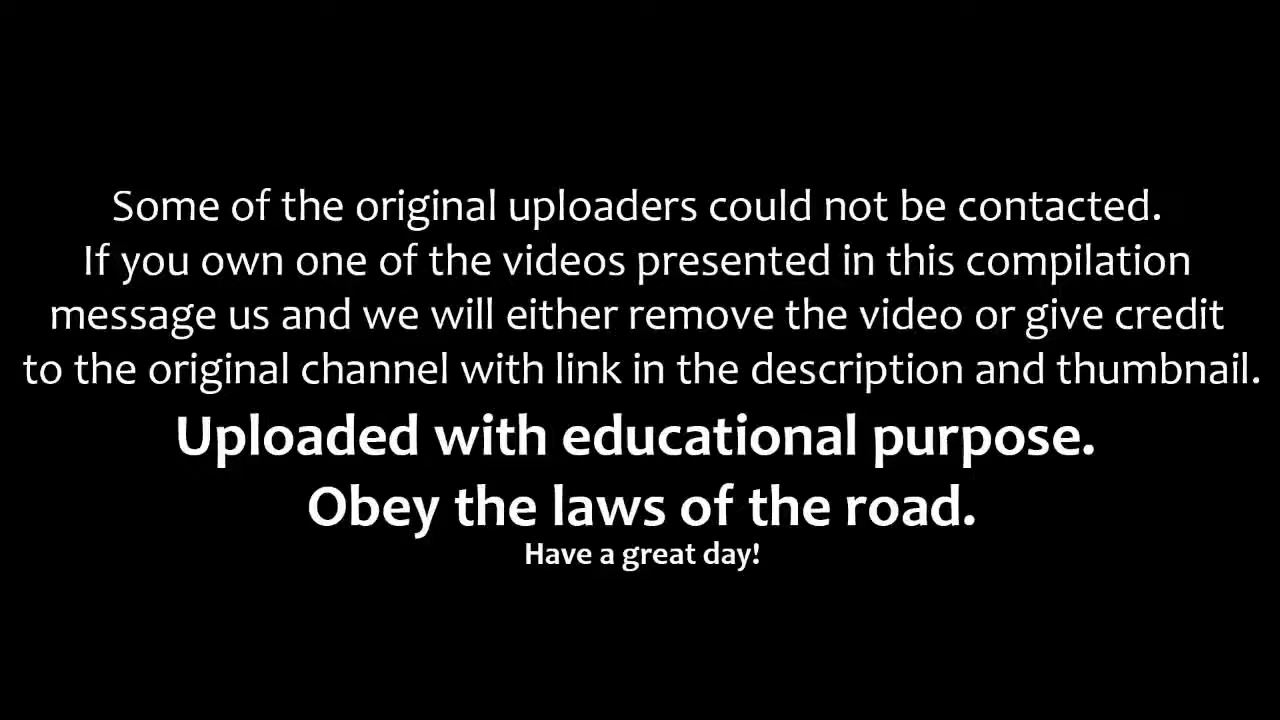 Some of the original uploaders could not be contacted.
If you own one of the videos presented in this compilation
message us and we will either remove the video or give credit
to the original channel with link in the description and thumbnail.
Uploaded with educational purpose.
Obey the laws of the road.
Have a great day!